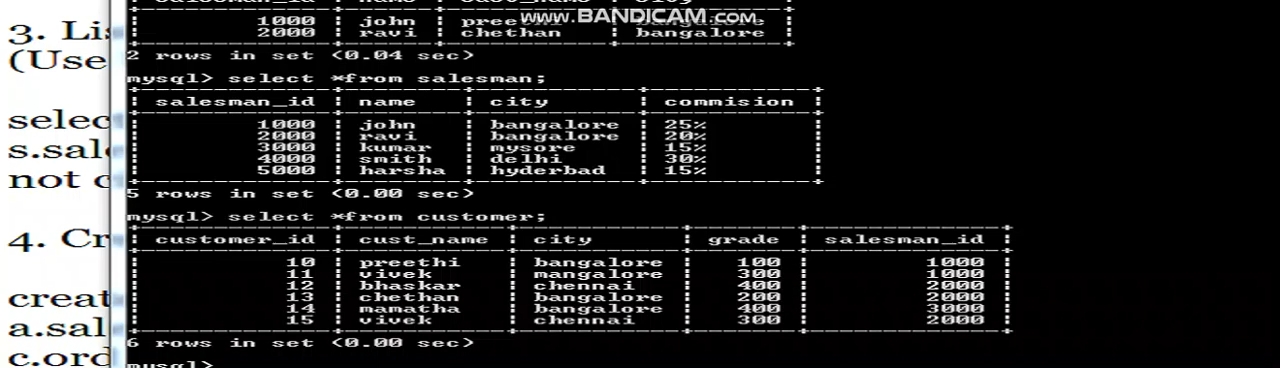 3. Lis
(Use
selec
s.sale
not c
4. Cr
creat
a.sal
c.ord
www.BANDICAM.com
| 1000 | john | preethi | bangalore |
| 2000 | ravi | chethan | bangalore |
2 rows in set (0.04 sec)
mysql> select *from salesman;
| salesman_id | name | city | commision |
| 1000 | john | bangalore | 25% |
| 2000 | ravi | bangalore | 20% |
| 3000 | kumar | mysore | 15% |
| 4000 | smith | delhi | 30% |
| 5000 | harsha | hyderbad | 15% |
5 rows in set (0.00 sec)
mysql> select *from customer;
| customer_id | cust_name | city | grade | salesman_id |
| 10 | preethi | bangalore | 100 | 1000 |
| 11 | vivek | mangalore | 300 | 1000 |
| 12 | bhaskar | chennai | 400 | 2000 |
| 13 | chethan | bangalore | 200 | 2000 |
| 14 | mamatha | bangalore | 400 | 3000 |
| 15 | vivek | chennai | 300 | 2000 |
6 rows in set (0.00 sec)
mysql>